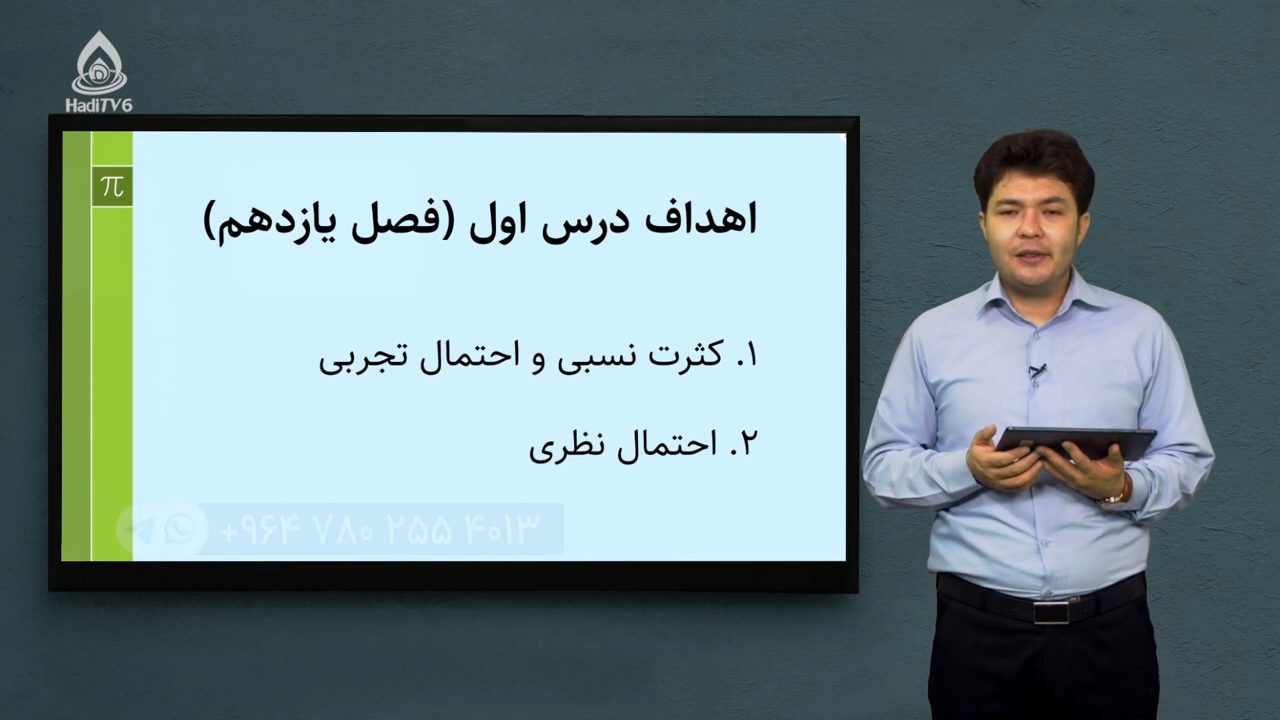 HadiTV6
π
اهداف درس اول (فصل یازدهم)
۱. کثرت نسبی و احتمال تجربی
۲. احتمال نظری
+۹۶۴ ۷۸۰ ۲۵۵ ۴۰۱۳